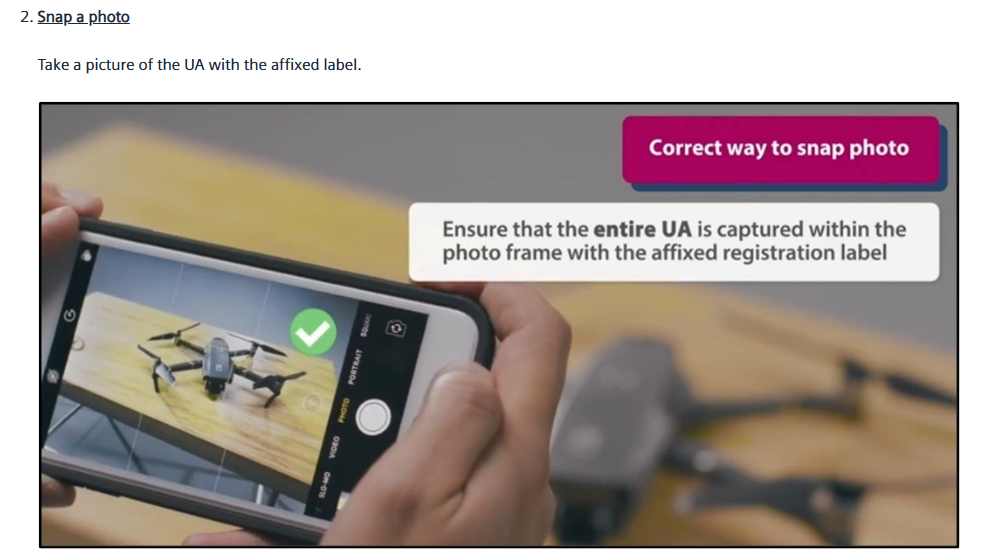 2. Snap a photo
Take a picture of the UA with the affixed label.
Correct way to snap photo
Ensure that the entire UA is captured within the
photo frame with the affixed registration label
SQUARE
PORTRAIT
PHOTO
VIDEO
SLO-MO